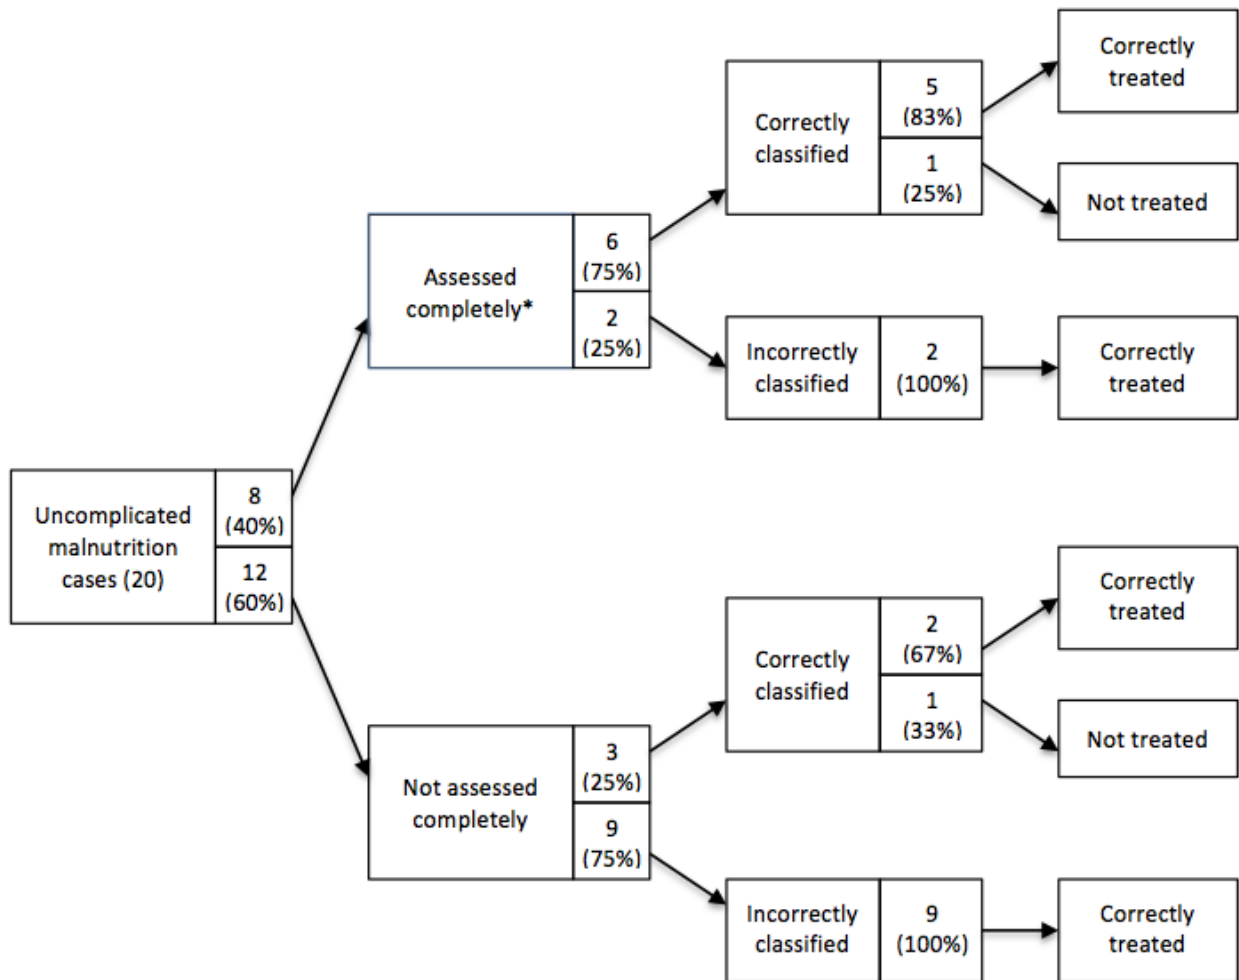 Uncomplicated
malnutrition
cases (20)
8
(40%)
12
(60%)
Assessed
completely*
6
(75%)
2
(25%)
Correctly
classified
5
(83%)
1
(25%)
Correctly
treated
Not treated
Incorrectly
classified
2
(100%)
Correctly
treated
Not assessed
completely
3
(25%)
9
(75%)
Correctly
classified
2
(67%)
1
(33%)
Correctly
treated
Not treated
Incorrectly
classified
9
(100%)
Correctly
treated